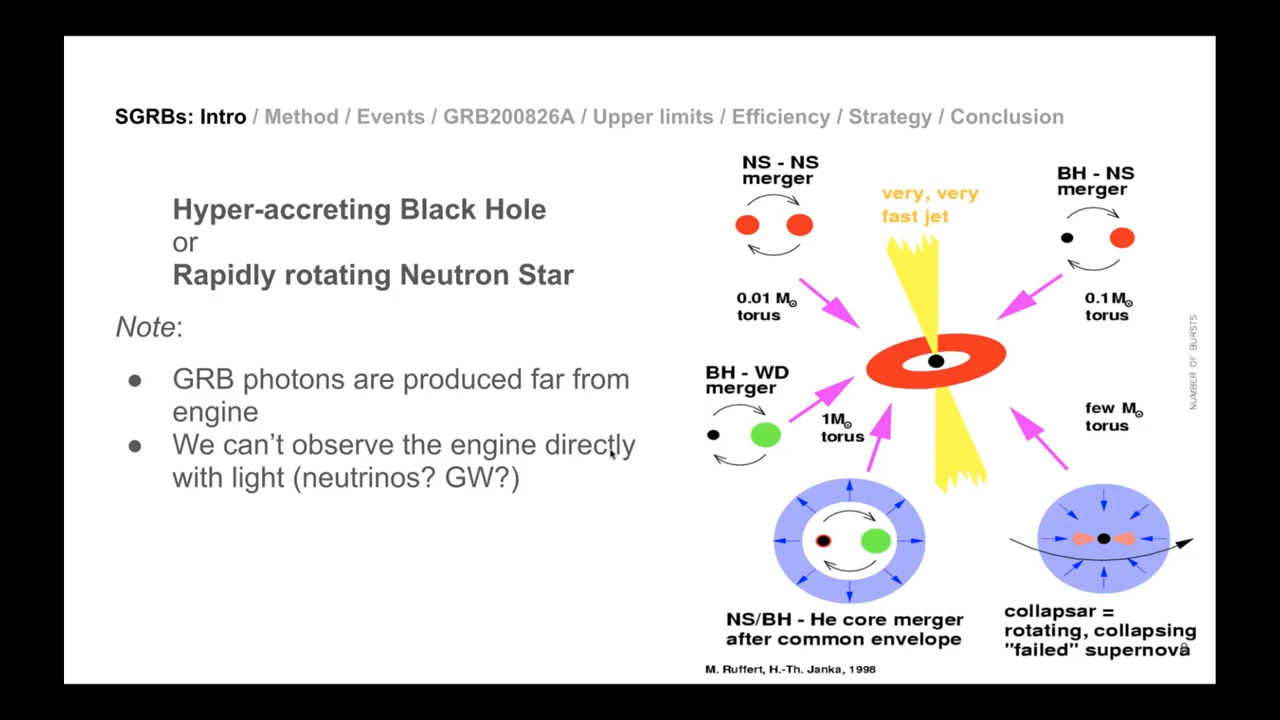 SGRBs: Intro / Method / Events / GRB200826A / Upper limits / Efficiency / Strategy / Conclusion
Hyper-accreting Black Hole
or
Rapidly rotating Neutron Star
Note:
● GRB photons are produced far from
engine
● We can’t observe the engine directly
with light (neutrinos? GW?)
NS - NS
merger
very, very
fast jet
BH - NS
merger
0.01 M⊙
torus
0.1M⊙
torus
BH - WD
merger
1M⊙
torus
few M⊙
torus
NUMBER OF BURSTS
NS/BH - He core merger
after common envelope
collapsar =
rotating, collapsing
"failed" supernova
M. Ruffert, H.-Th. Janka, 1998